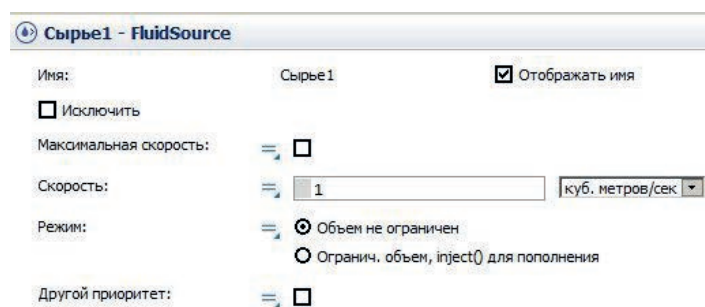 Сырье1 - FluidSource
Имя: Сырье1 Отображать имя
Исключить
Максимальная скорость:
Скорость: 1 куб. метров/сек
Режим: Объем не ограничен
Огранич. объем, inject() для пополнения
Другой приоритет: